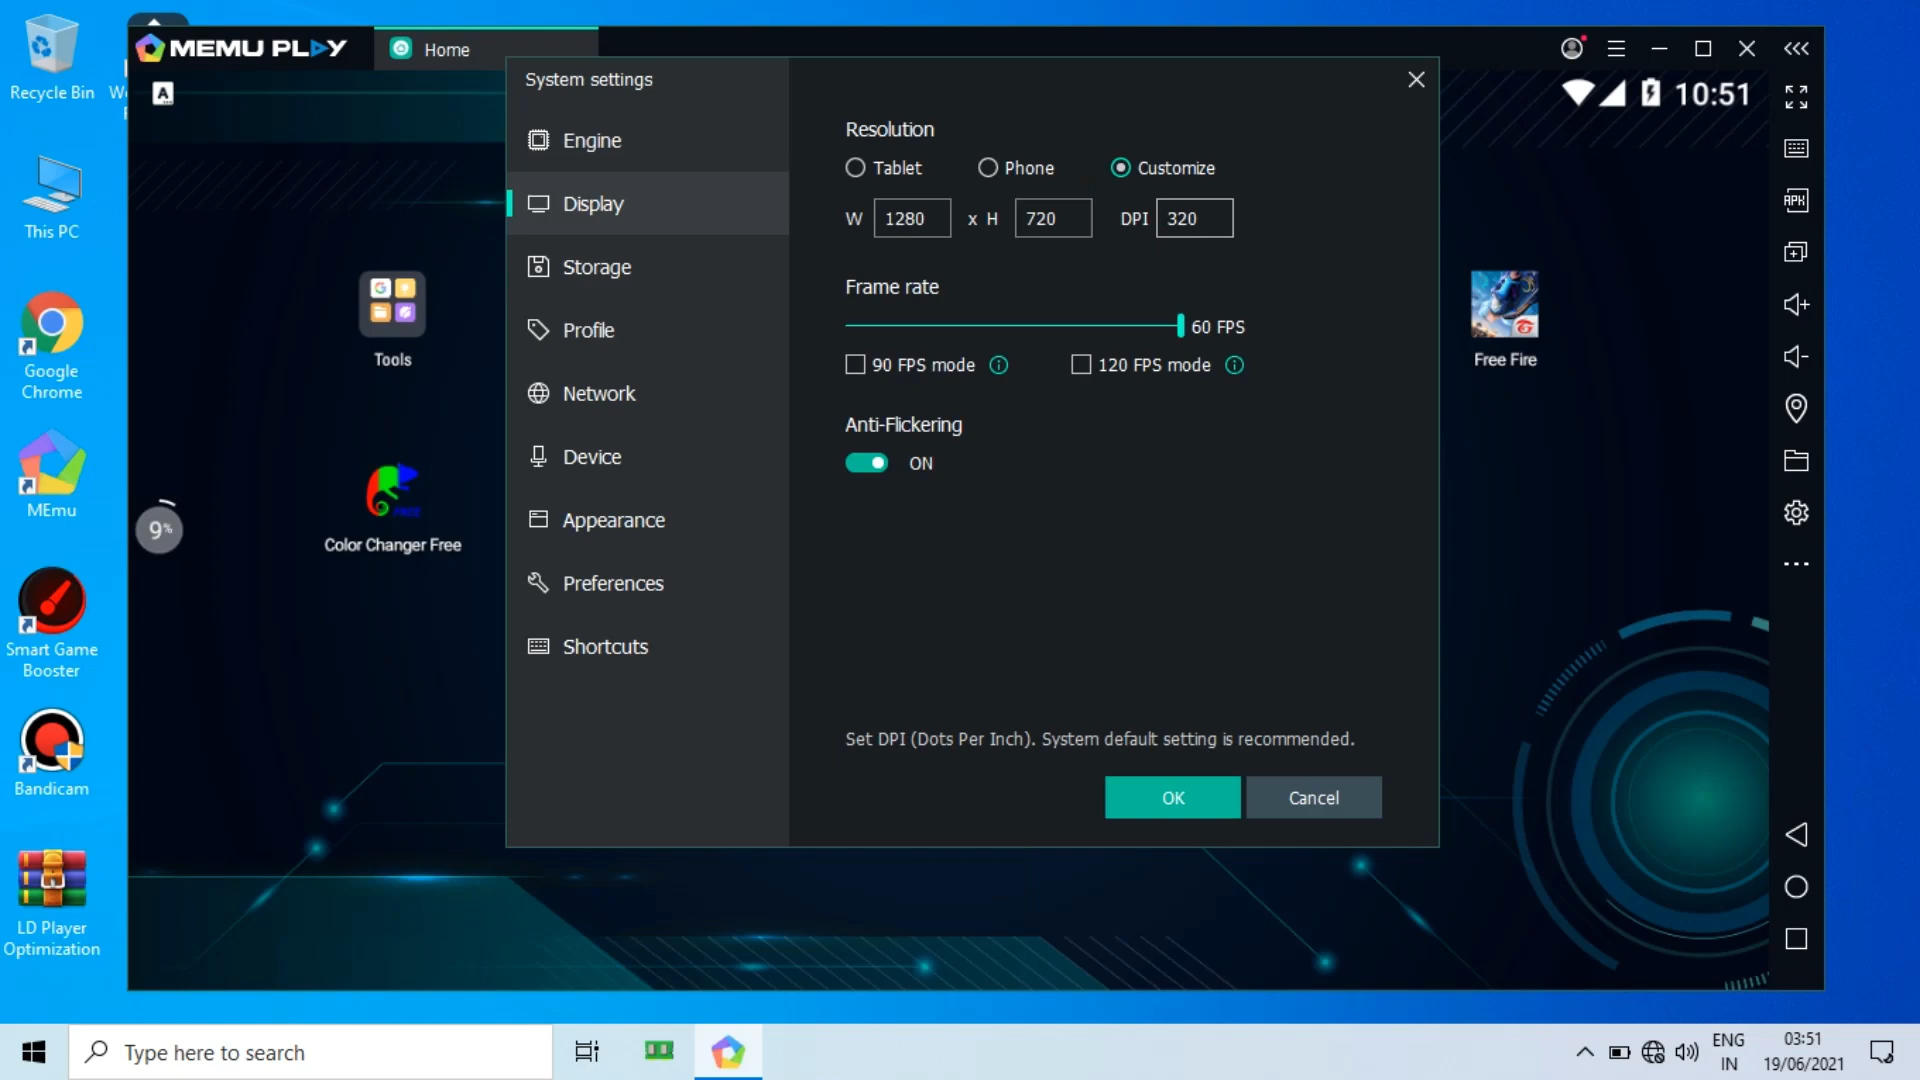 Recycle Bin
This PC
Google
Chrome
MEmu
Smart Game
Booster
Bandicam
LD Player
Optimization
MEMU PLAY
Home
A
10:51
Tools
Color Changer Free
FREE
9%
Free Fire
APK
System settings
Engine
Display
Storage
Profile
Network
Device
Appearance
Preferences
Shortcuts
Resolution
Tablet
Phone
Customize
W 1280 x H 720 DPI 320
Frame rate
60 FPS
90 FPS mode
120 FPS mode
Anti-Flickering
ON
Set DPI (Dots Per Inch). System default setting is recommended.
OK
Cancel
Type here to search
ENG
IN
03:51
19/06/2021